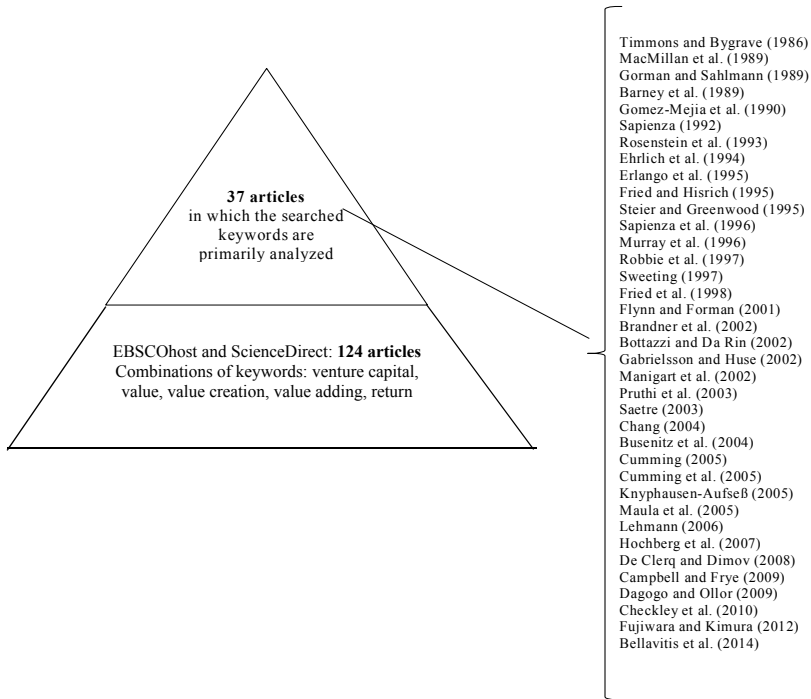 37 articles
in which the searched
keywords are
primarily analyzed
EBSCOhost and ScienceDirect: 124 articles
Combinations of keywords: venture capital,
value, value creation, value adding, return
Timmons and Bygrave (1986)
MacMillan et al. (1989)
Gorman and Sahlmann (1989)
Barney et al. (1989)
Gomez-Mejia et al. (1990)
Sapienza (1992)
Rosenstein et al. (1993)
Ehrlich et al. (1994)
Erlango et al. (1995)
Fried and Hisrich (1995)
Steier and Greenwood (1995)
Sapienza et al. (1996)
Murray et al. (1996)
Robbie et al. (1997)
Sweeting (1997)
Fried et al. (1998)
Flynn and Forman (2001)
Brandner et al. (2002)
Bottazzi and Da Rin (2002)
Gabrielsson and Huse (2002)
Manigart et al. (2002)
Pruthi et al. (2003)
Saetre (2003)
Chang (2004)
Busenitz et al. (2004)
Cumming (2005)
Cumming et al. (2005)
Knyphausen-Aufseß (2005)
Maula et al. (2005)
Lehmann (2006)
Hochberg et al. (2007)
De Clerq and Dimov (2008)
Campbell and Frye (2009)
Dagogo and Ollor (2009)
Checkley et al. (2010)
Fujiwara and Kimura (2012)
Bellavitis et al. (2014)